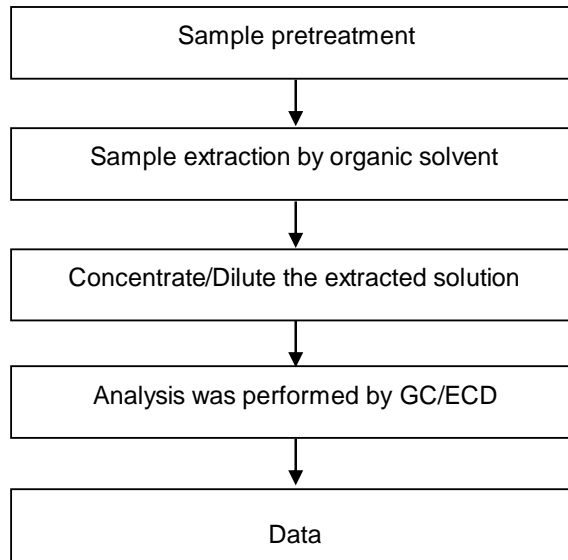 Sample pretreatment
Sample extraction by organic solvent
Concentrate/Dilute the extracted solution
Analysis was performed by GC/ECD
Data